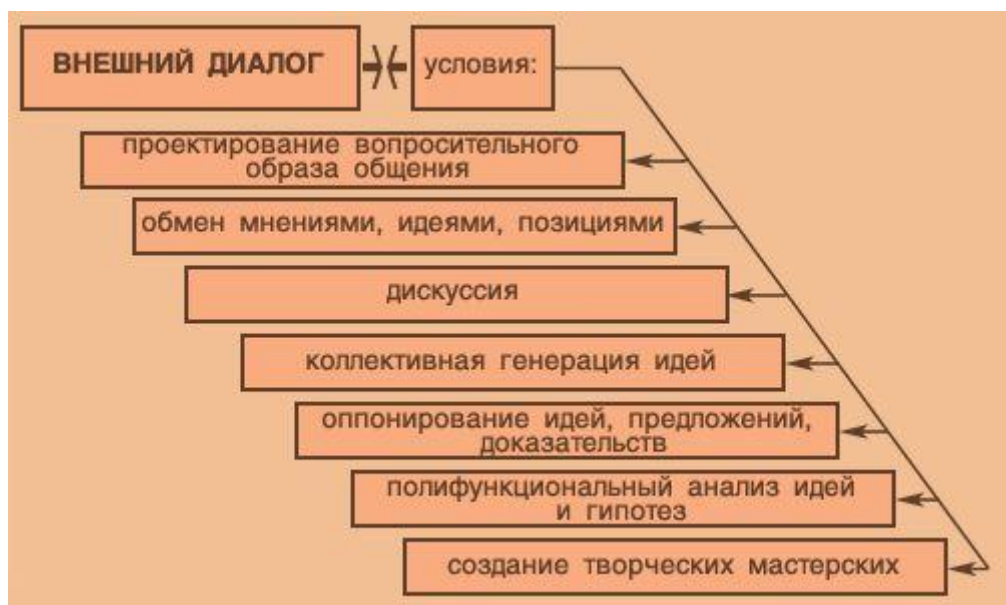 ВНЕШНИЙ ДИАЛОГ
условия:
проектирование вопросительного
образа общения
обмен мнениями, идеями, позициями
дискуссия
коллективная генерация идей
оппонирование идей, предложений,
доказательств
полифункциональный анализ идей
и гипотез
создание творческих мастерских